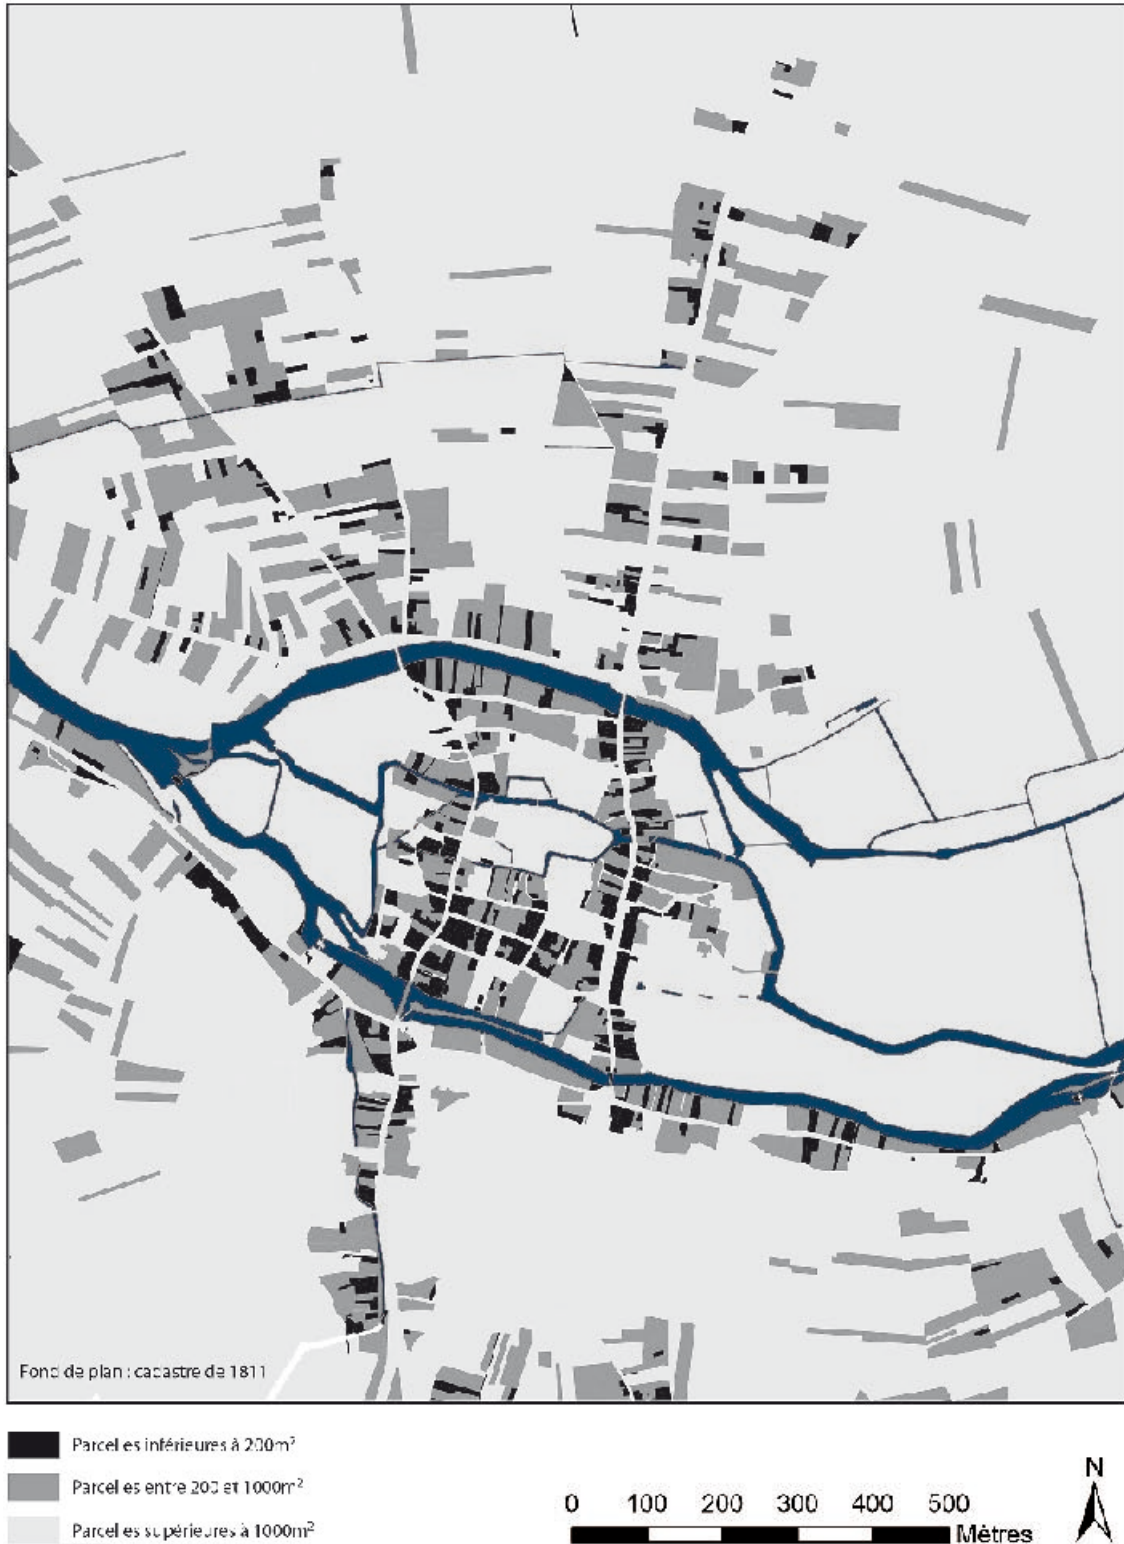 Fond de plan : cadastre de 1811
Parcelles inférieures à 200m²
Parcelles entre 200 et 1000m²
Parcelles supérieures à 1000m²
0 100 200 300 400 500
Mètres
N